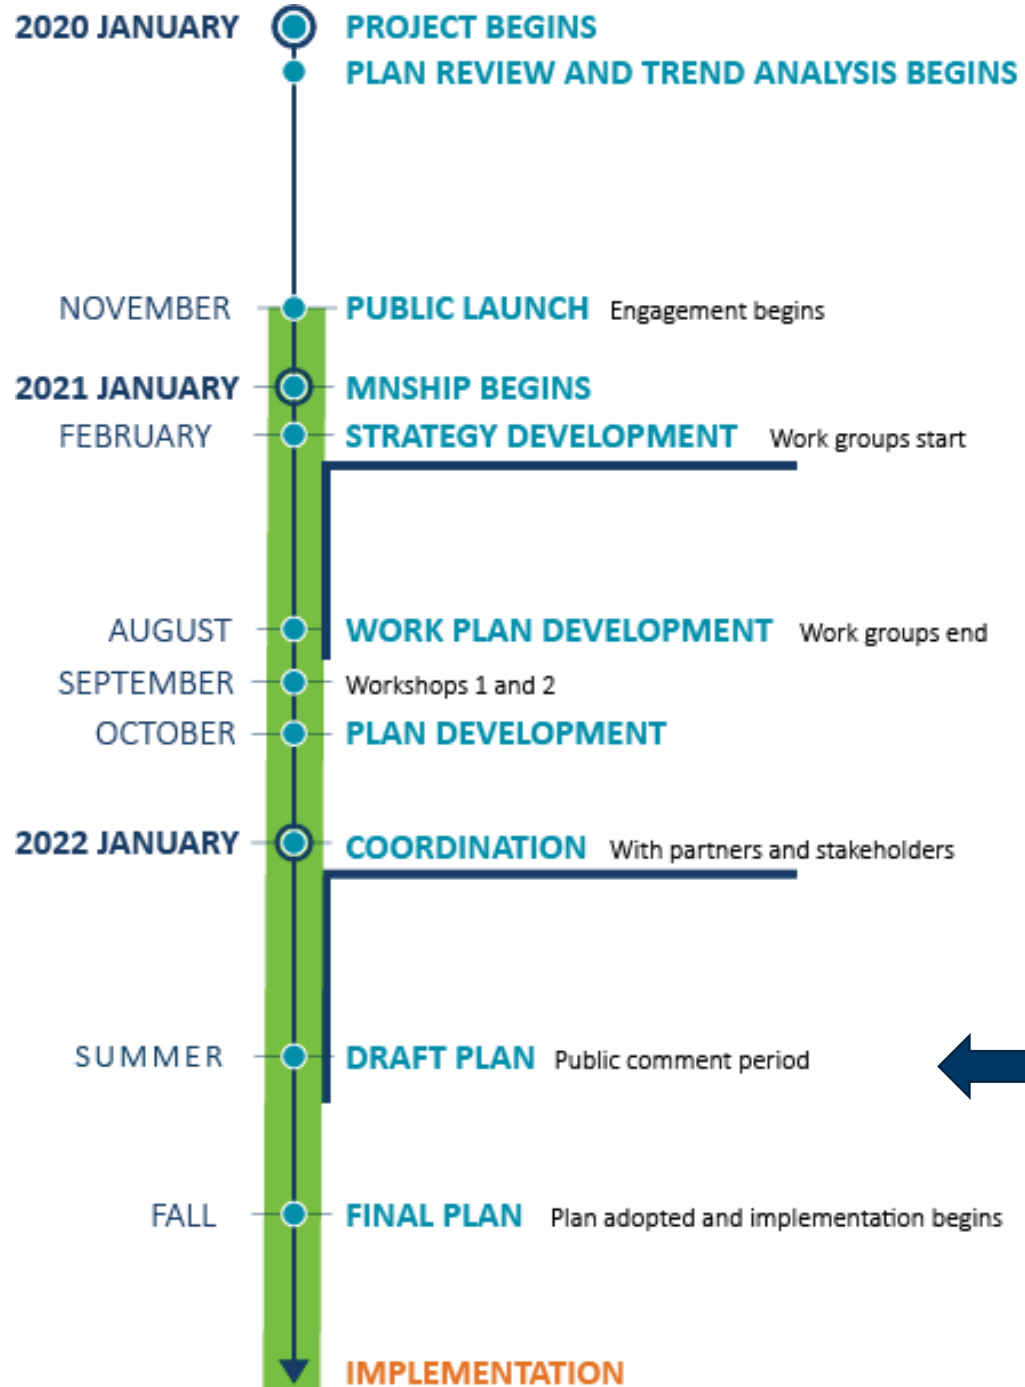 2020 JANUARY PROJECT BEGINS
PLAN REVIEW AND TREND ANALYSIS BEGINS
NOVEMBER PUBLIC LAUNCH Engagement begins
2021 JANUARY MNSHIP BEGINS
FEBRUARY STRATEGY DEVELOPMENT Work groups start
AUGUST WORK PLAN DEVELOPMENT Work groups end
SEPTEMBER Workshops 1 and 2
OCTOBER PLAN DEVELOPMENT
2022 JANUARY COORDINATION With partners and stakeholders
SUMMER DRAFT PLAN Public comment period
FALL FINAL PLAN Plan adopted and implementation begins
IMPLEMENTATION